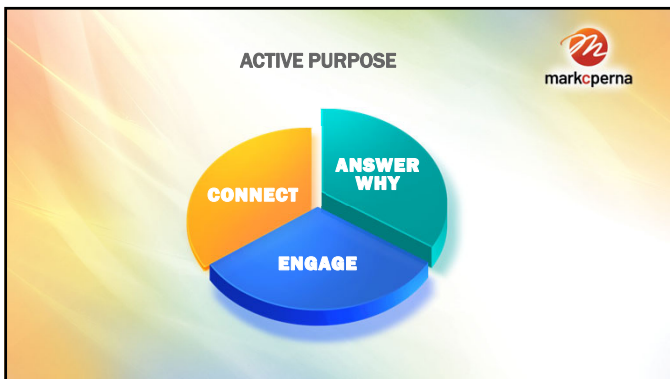 ACTIVE PURPOSE
markcperna
ANSWER
WHY
CONNECT
ENGAGE